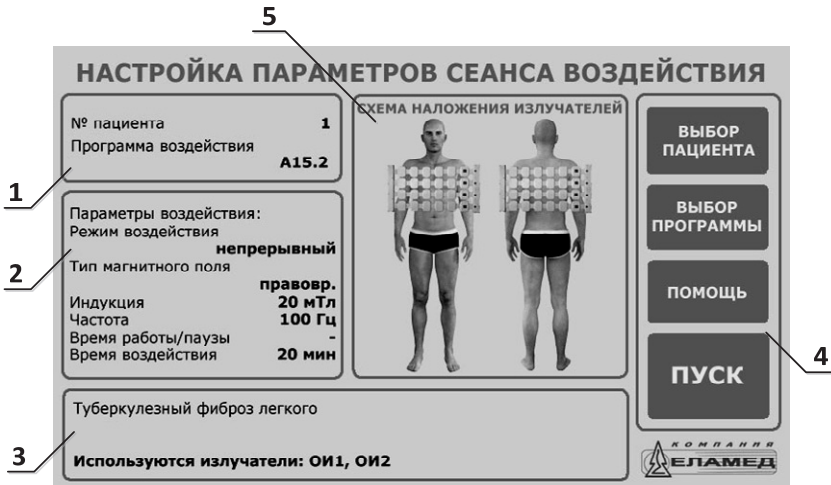 5
НАСТРОЙКА ПАРАМЕТРОВ СЕАНСА ВОЗДЕЙСТВИЯ
№ пациента 1
Программа воздействия
А15.2
1
Параметры воздействия:
Режим воздействия
непрерывный
2
Тип магнитного поля
правовр.
Индукция 20 мТл
Частота 100 Гц
Время работы/паузы -
Время воздействия 20 мин
СХЕМА НАЛОЖЕНИЯ ИЗЛУЧАТЕЛЕЙ
ВЫБОР
ПАЦИЕНТА
ВЫБОР
ПРОГРАММЫ
ПОМОЩЬ
ПУСК
4
Туберкулезный фиброз легкого
3
Используются излучатели: ОИ1, ОИ2
КОМПАНИЯ
ЕЛАМЕД